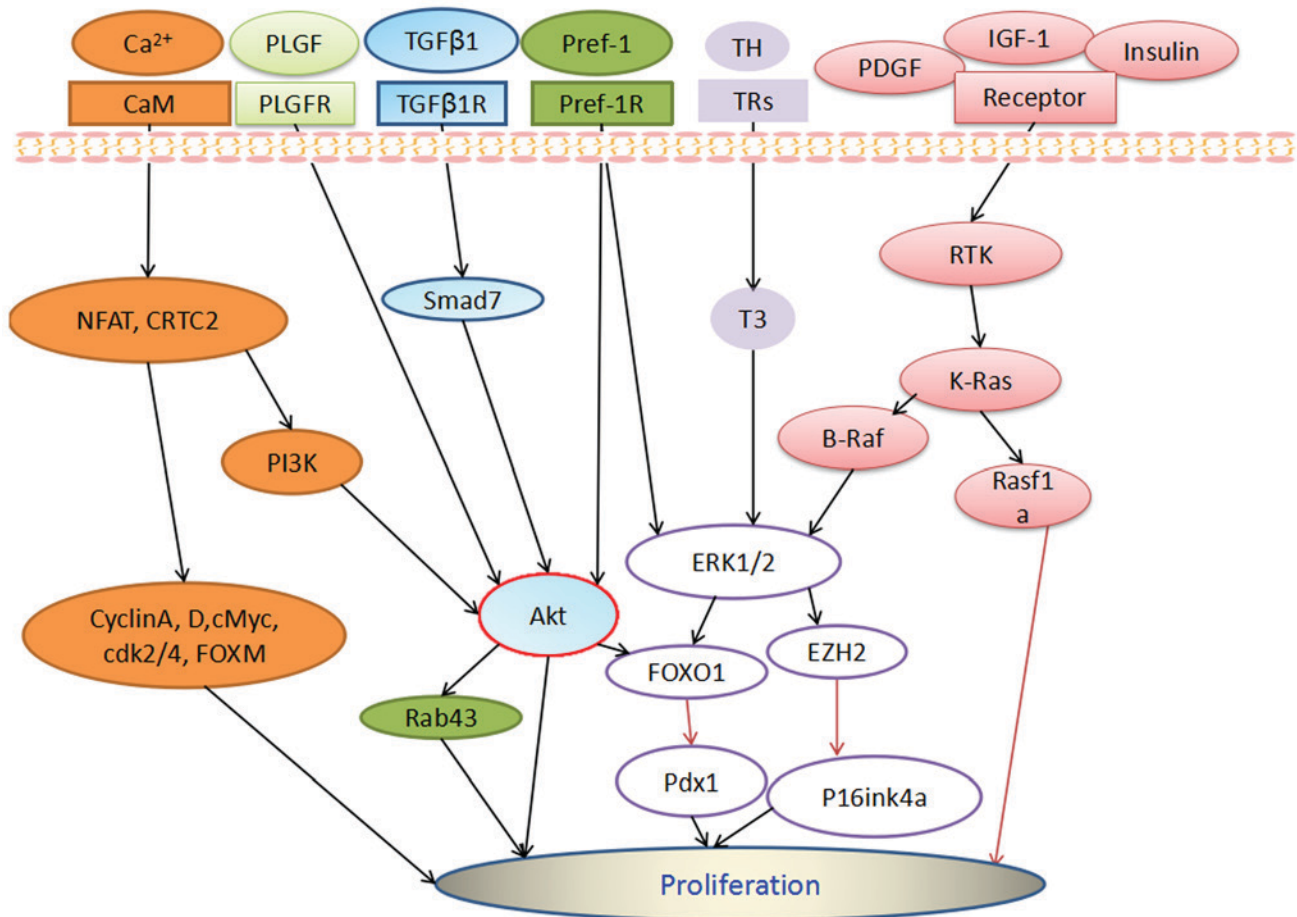 Ca²⁺
PLGF
TGFβ1
Pref-1
TH
PDGF
IGF-1
Insulin
CaM
PLGFR
TGFβ1R
Pref-1R
TRs
Receptor
RTK
NFAT, CRTC2
Smad7
T3
K-Ras
B-Raf
PI3K
Rasf1
a
ERK1/2
CyclinA, D,cMyc,
cdk2/4, FOXM
Akt
FOXO1
EZH2
Rab43
Pdx1
P16ink4a
Proliferation